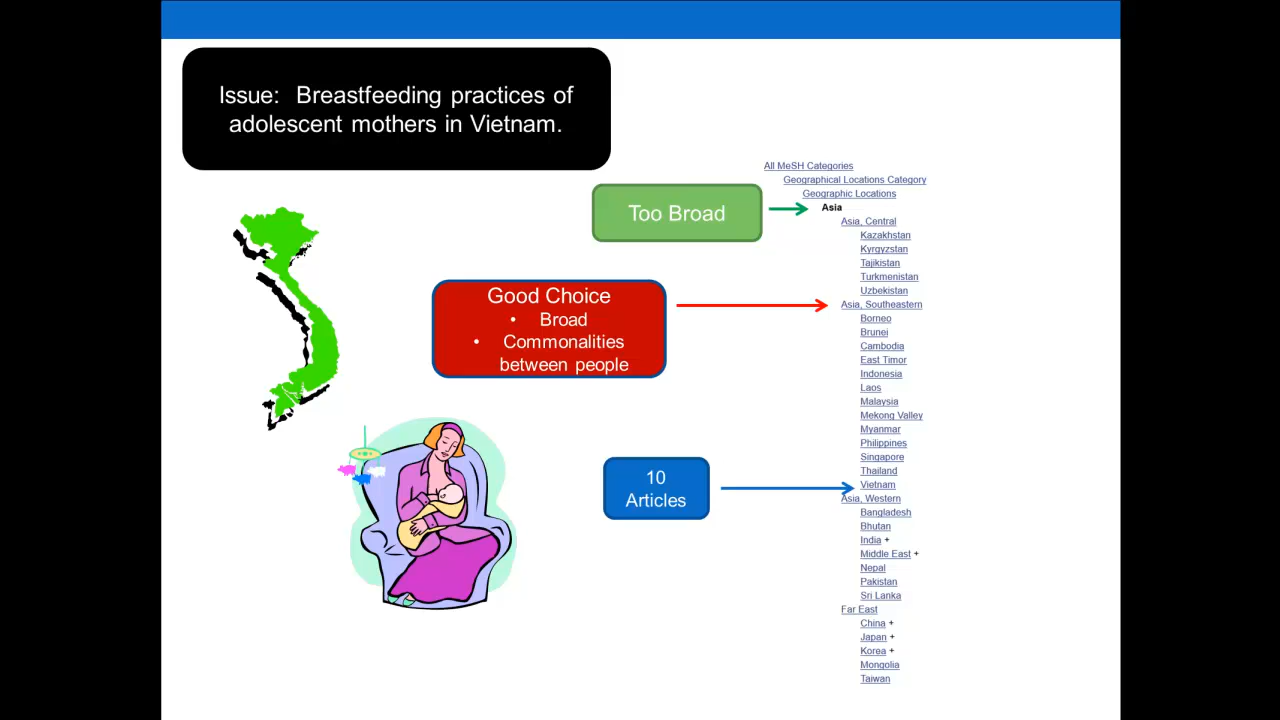 Issue: Breastfeeding practices of
adolescent mothers in Vietnam.
Too Broad
Good Choice
• Broad
• Commonalities
between people
10
Articles
All MeSH Categories
Geographical Locations Category
Geographic Locations
Asia
Asia, Central
Kazakhstan
Kyrgyzstan
Tajikistan
Turkmenistan
Uzbekistan
Asia, Southeastern
Borneo
Brunei
Cambodia
East Timor
Indonesia
Laos
Malaysia
Mekong Valley
Myanmar
Philippines
Singapore
Thailand
Vietnam
Asia, Western
Bangladesh
Bhutan
India +
Middle East +
Nepal
Pakistan
Sri Lanka
Far East
China +
Japan +
Korea +
Mongolia
Taiwan